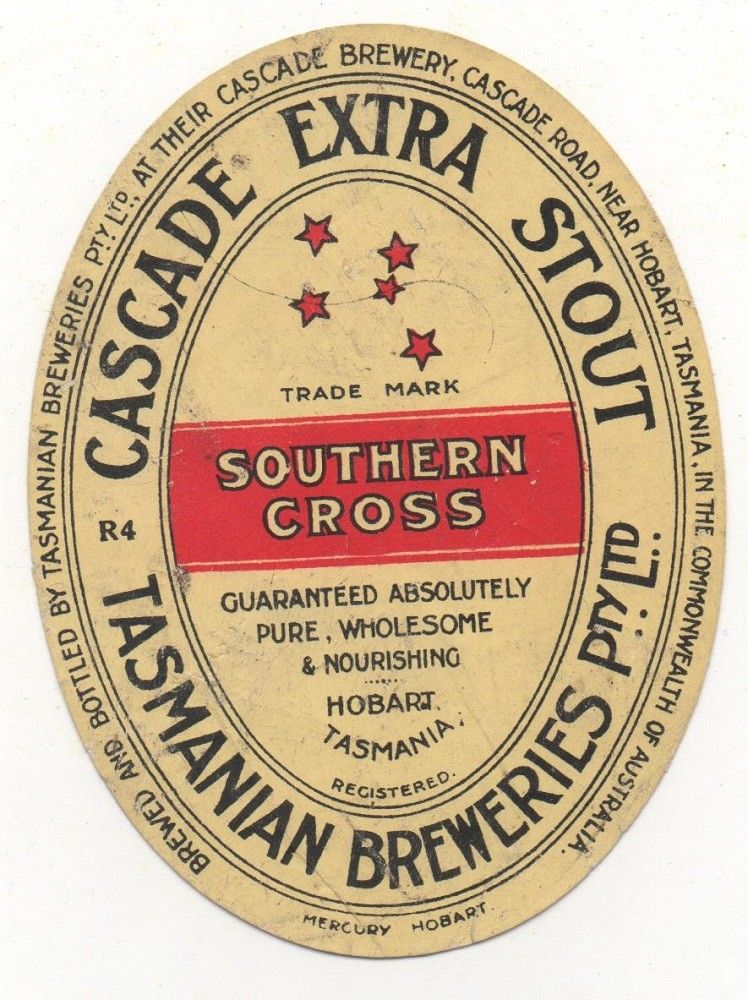 BREWED AND BOTTLED BY TASMANIAN BREWERIES PTY. LTD., AT THEIR CASCADE BREWERY, CASCADE ROAD, NEAR HOBART, TASMANIA, IN THE COMMONWEALTH OF AUSTRALIA.
CASCADE EXTRA STOUT
TRADE MARK
SOUTHERN
CROSS
R4
GUARANTEED ABSOLUTELY
PURE, WHOLESOME
& NOURISHING
HOBART.
TASMANIA.
REGISTERED.
TASMANIAN BREWERIES PTY. LTD.
MERCURY HOBART.